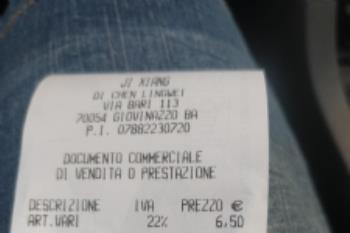 JI XIANG
DI CHEN LINGWEI
VIA BARI 113
70054 GIOVINAZZO BA
P.I. 07882230720
DOCUMENTO COMMERCIALE
DI VENDITA O PRESTAZIONE
DESCRIZIONE IVA PREZZO €
ART.VARI 22% 6,50